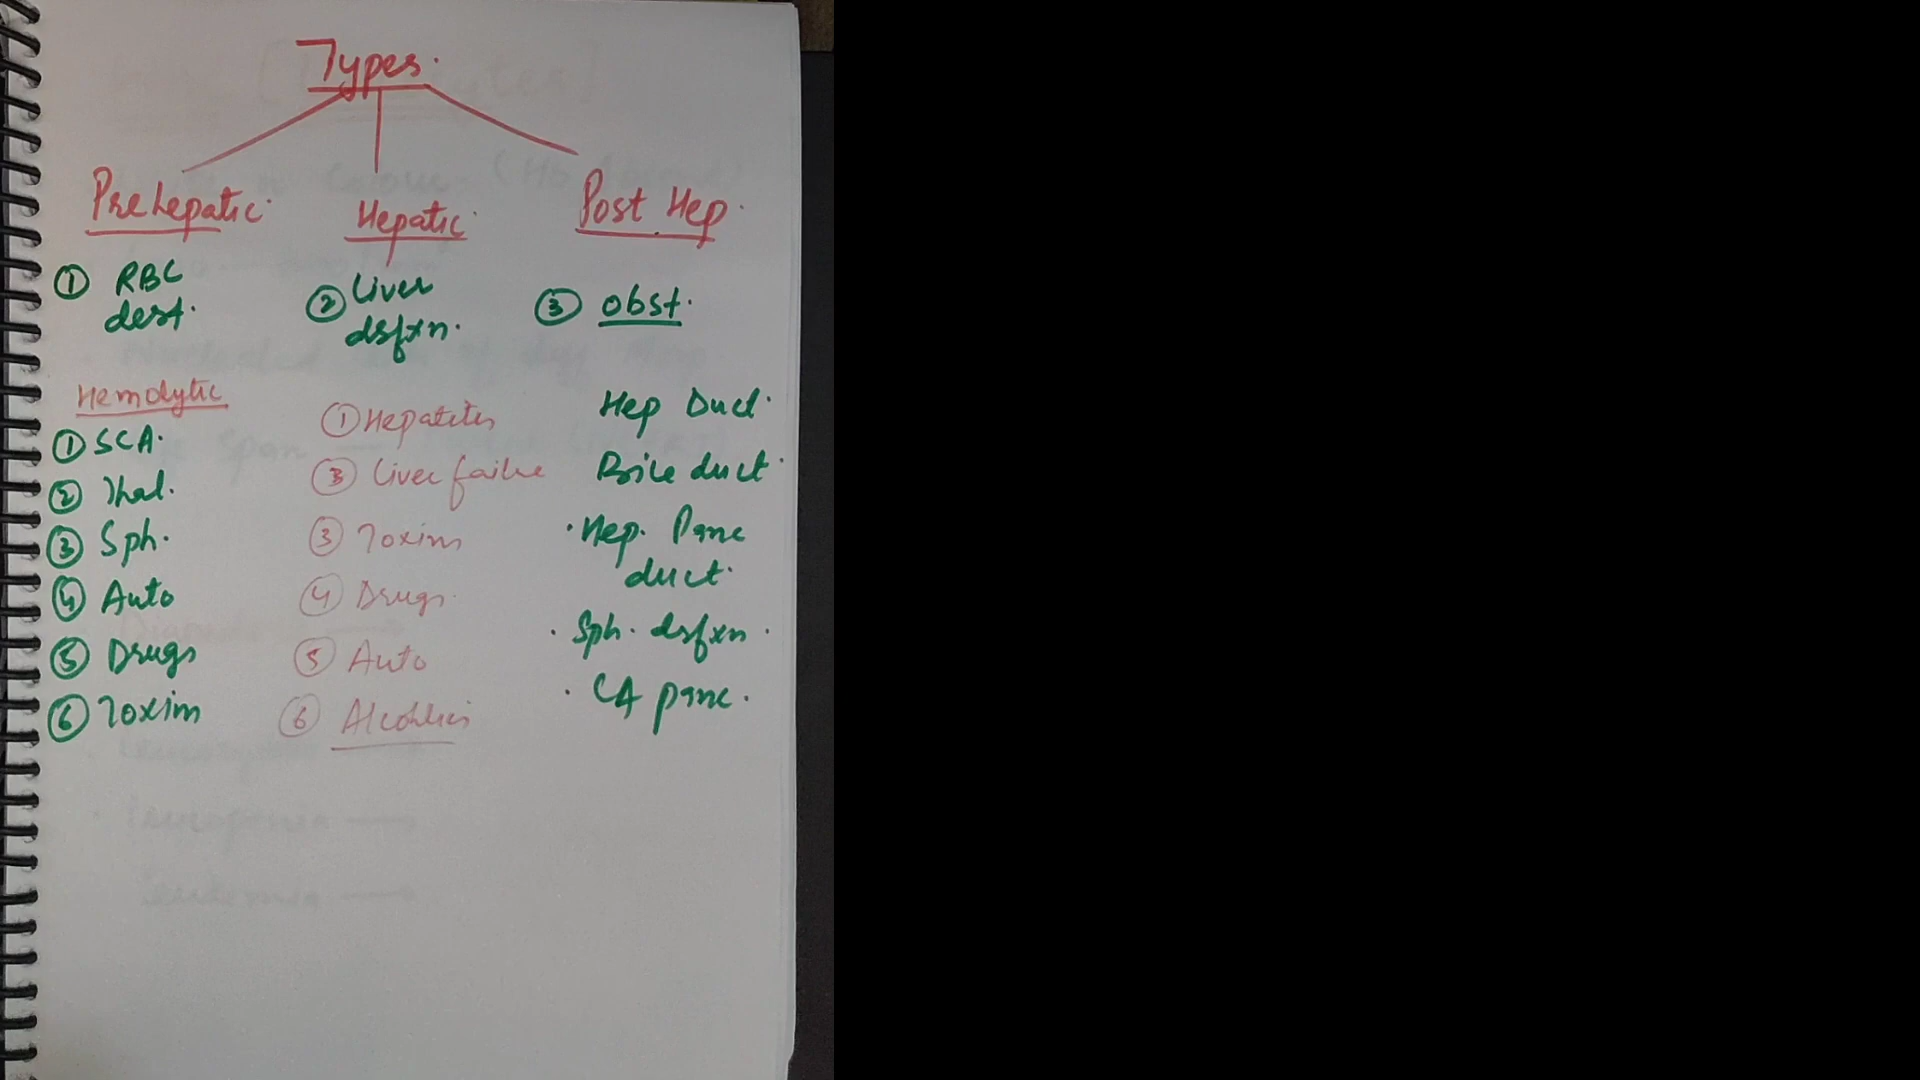 Types.
Prehepatic.
Hepatic.
Post Hep.
① RBC
dest.
② Liver
dsfxn.
③ obst.
Hemolytic
① SCA.
② Thal.
③ Sph.
④ Auto
⑤ Drugs
⑥ Toxins
① Hepatitis
③ Liver failure
③ Toxins
④ Drugs
⑤ Auto
⑥ Alcoholics
Hep Duct.
Bile duct.
. Hep. Panc
duct.
. Sph. dsfxn.
. CA panc.